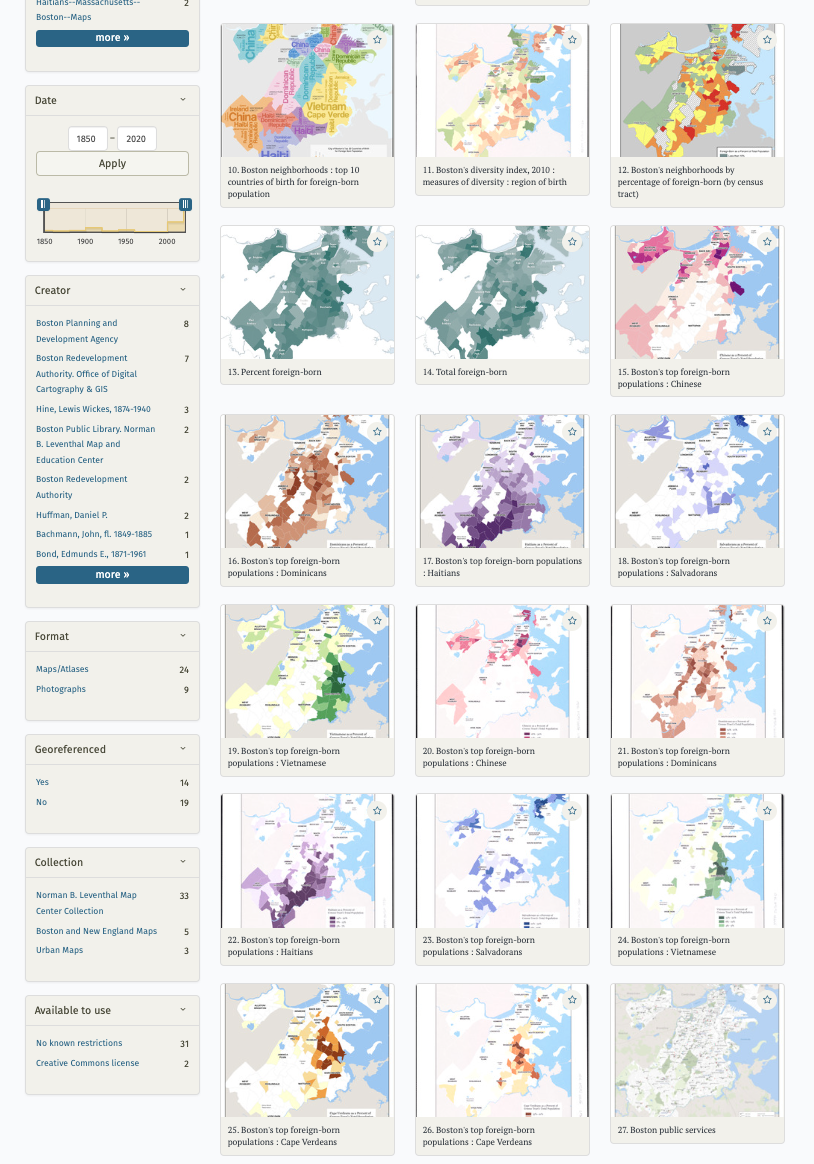 Haitians--Massachusetts--
Boston--Maps
2
more »
Date
1850 – 2020
Apply
1850 1900 1950 2000
Creator
Boston Planning and
Development Agency
8
Boston Redevelopment
Authority. Office of Digital
Cartography & GIS
7
Hine, Lewis Wickes, 1874-1940
3
Boston Public Library. Norman
B. Leventhal Map and
Education Center
2
Boston Redevelopment
Authority
2
Huffman, Daniel P.
2
Bachmann, John, fl. 1849-1885
1
Bond, Edmunds E., 1871-1961
1
more »
Format
Maps/Atlases
24
Photographs
9
Georeferenced
Yes
14
No
19
Collection
Norman B. Leventhal Map
Center Collection
33
Boston and New England Maps
5
Urban Maps
3
Available to use
No known restrictions
31
Creative Commons license
2
China
Dominican Republic
Vietnam
Cape Verde
Haiti
10. Boston neighborhoods : top 10
countries of birth for foreign-born
population
11. Boston's diversity index, 2010 :
measures of diversity : region of birth
12. Boston's neighborhoods by
percentage of foreign-born (by census
tract)
13. Percent foreign-born
14. Total foreign-born
15. Boston's top foreign-born
populations : Chinese
16. Boston's top foreign-born
populations : Dominicans
17. Boston's top foreign-born populations
: Haitians
18. Boston's top foreign-born
populations : Salvadorans
19. Boston's top foreign-born
populations : Vietnamese
20. Boston's top foreign-born
populations : Chinese
21. Boston's top foreign-born
populations : Dominicans
22. Boston's top foreign-born
populations : Haitians
23. Boston's top foreign-born
populations : Salvadorans
24. Boston's top foreign-born
populations : Vietnamese
25. Boston's top foreign-born
populations : Cape Verdeans
26. Boston's top foreign-born
populations : Cape Verdeans
27. Boston public services